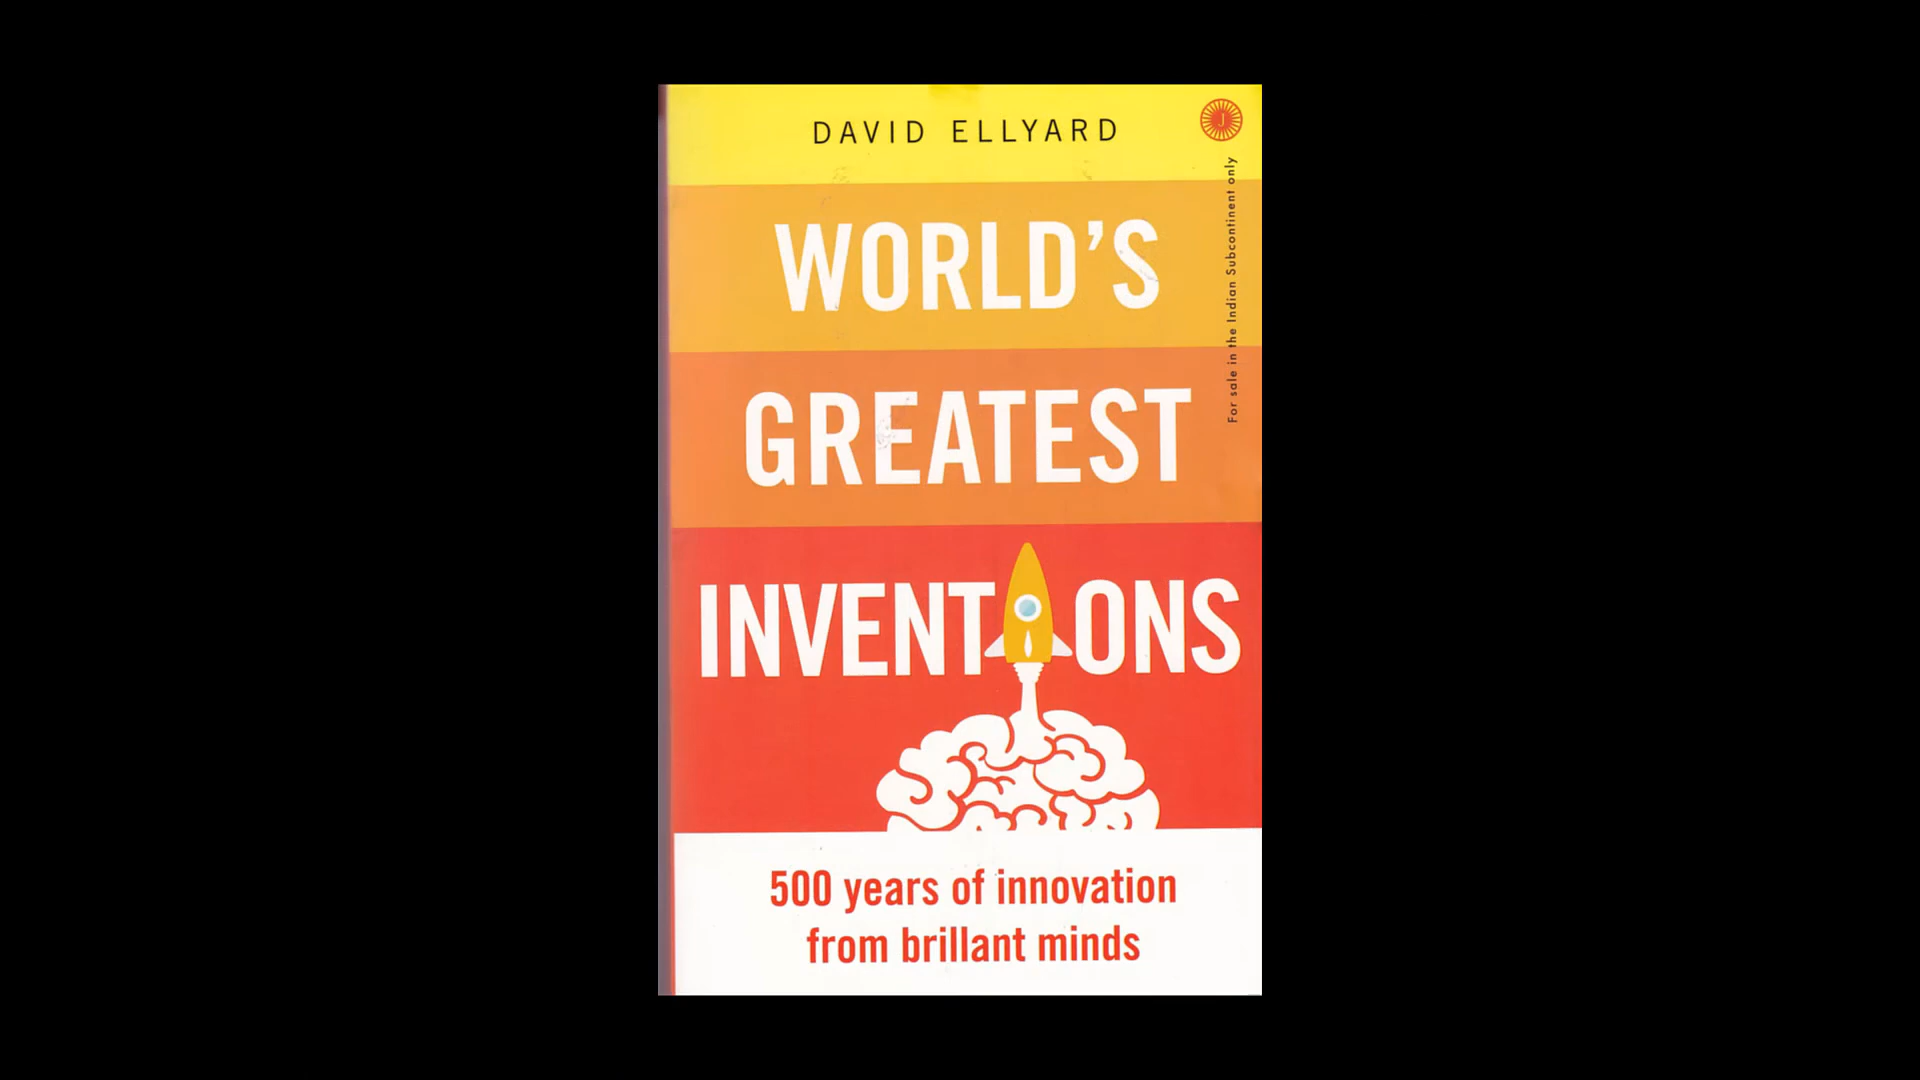 DAVID ELLYARD
J
For sale in the Indian Subcontinent only
WORLD'S
GREATEST
INVENTIONS
500 years of innovation
from brillant minds